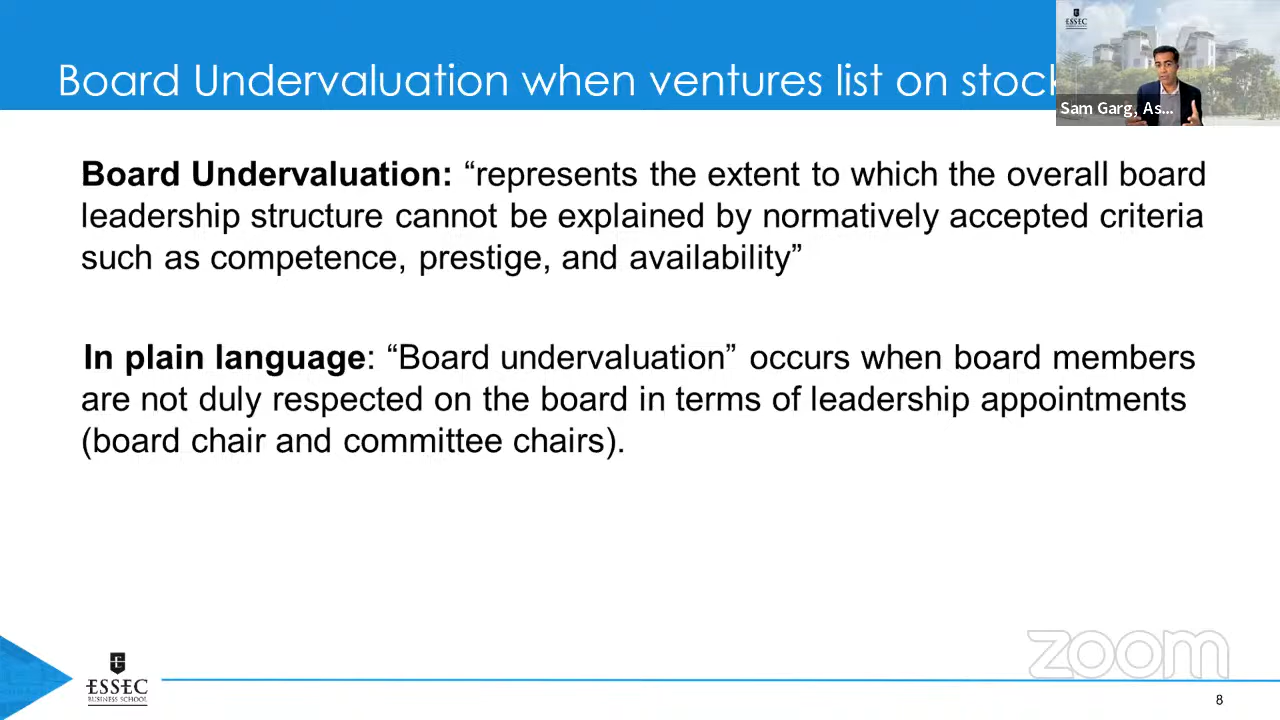 Board Undervaluation when ventures list on stock
ESSEC
Sam Garg, As...
Board Undervaluation: “represents the extent to which the overall board
leadership structure cannot be explained by normatively accepted criteria
such as competence, prestige, and availability”
In plain language: “Board undervaluation” occurs when board members
are not duly respected on the board in terms of leadership appointments
(board chair and committee chairs).
zoom
ESSEC
BUSINESS SCHOOL
8